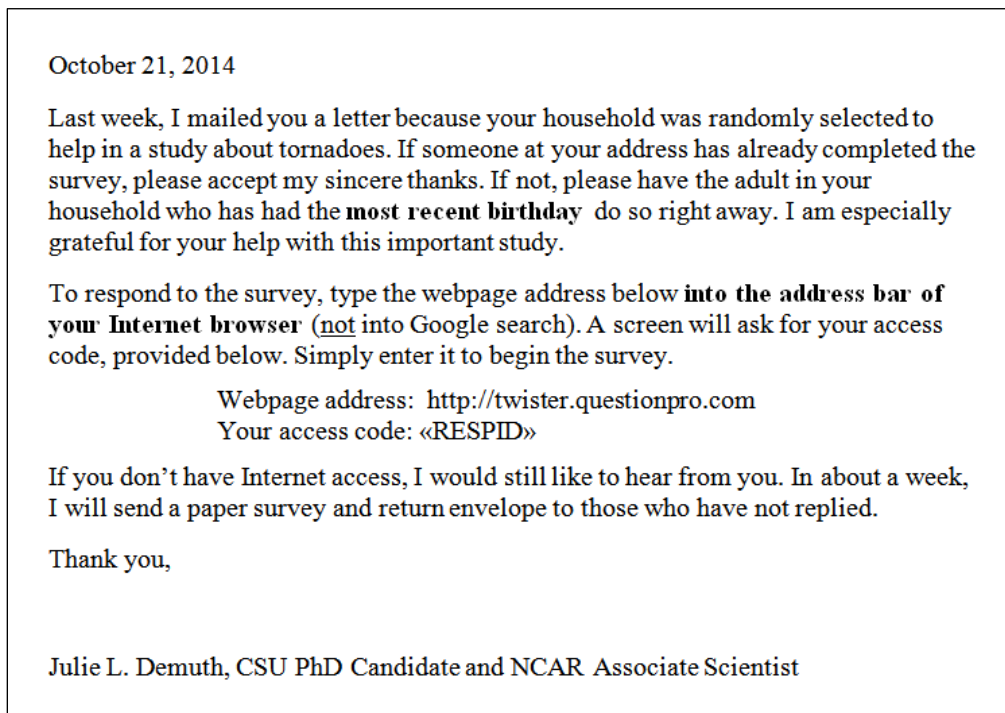 October 21, 2014
Last week, I mailed you a letter because your household was randomly selected to
help in a study about tornadoes. If someone at your address has already completed the
survey, please accept my sincere thanks. If not, please have the adult in your
household who has had the most recent birthday do so right away. I am especially
grateful for your help with this important study.
To respond to the survey, type the webpage address below into the address bar of
your Internet browser (not into Google search). A screen will ask for your access
code, provided below. Simply enter it to begin the survey.
Webpage address: http://twister.questionpro.com
Your access code: «RESPID»
If you don’t have Internet access, I would still like to hear from you. In about a week,
I will send a paper survey and return envelope to those who have not replied.
Thank you,
Julie L. Demuth, CSU PhD Candidate and NCAR Associate Scientist